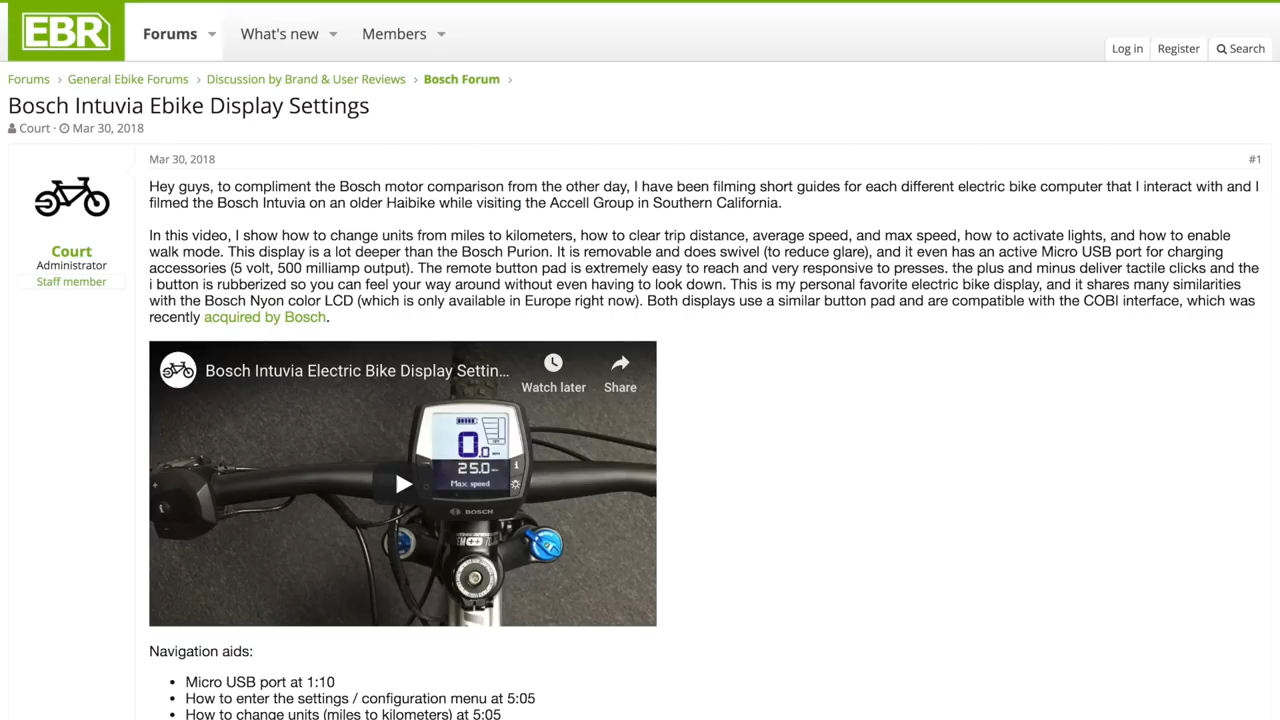 EBR
Forums
What's new
Members
Log in
Register
Search
Forums > General Ebike Forums > Discussion by Brand & User Reviews > Bosch Forum >
Bosch Intuvia Ebike Display Settings
Court · Mar 30, 2018
Mar 30, 2018
#1
Court
Administrator
Staff member
Hey guys, to compliment the Bosch motor comparison from the other day, I have been filming short guides for each different electric bike computer that I interact with and I
filmed the Bosch Intuvia on an older Haibike while visiting the Accell Group in Southern California.
In this video, I show how to change units from miles to kilometers, how to clear trip distance, average speed, and max speed, how to activate lights, and how to enable
walk mode. This display is a lot deeper than the Bosch Purion. It is removable and does swivel (to reduce glare), and it even has an active Micro USB port for charging
accessories (5 volt, 500 milliamp output). The remote button pad is extremely easy to reach and very responsive to presses. the plus and minus deliver tactile clicks and the
i button is rubberized so you can feel your way around without even having to look down. This is my personal favorite electric bike display, and it shares many similarities
with the Bosch Nyon color LCD (which is only available in Europe right now). Both displays use a similar button pad and are compatible with the COBI interface, which was
recently acquired by Bosch.
Bosch Intuvia Electric Bike Display Settin...
Watch later
Share
0.0
25.0
i
Max. speed
BOSCH
Navigation aids:
• Micro USB port at 1:10
• How to enter the settings / configuration menu at 5:05
• How to change units (miles to kilometers) at 5:05